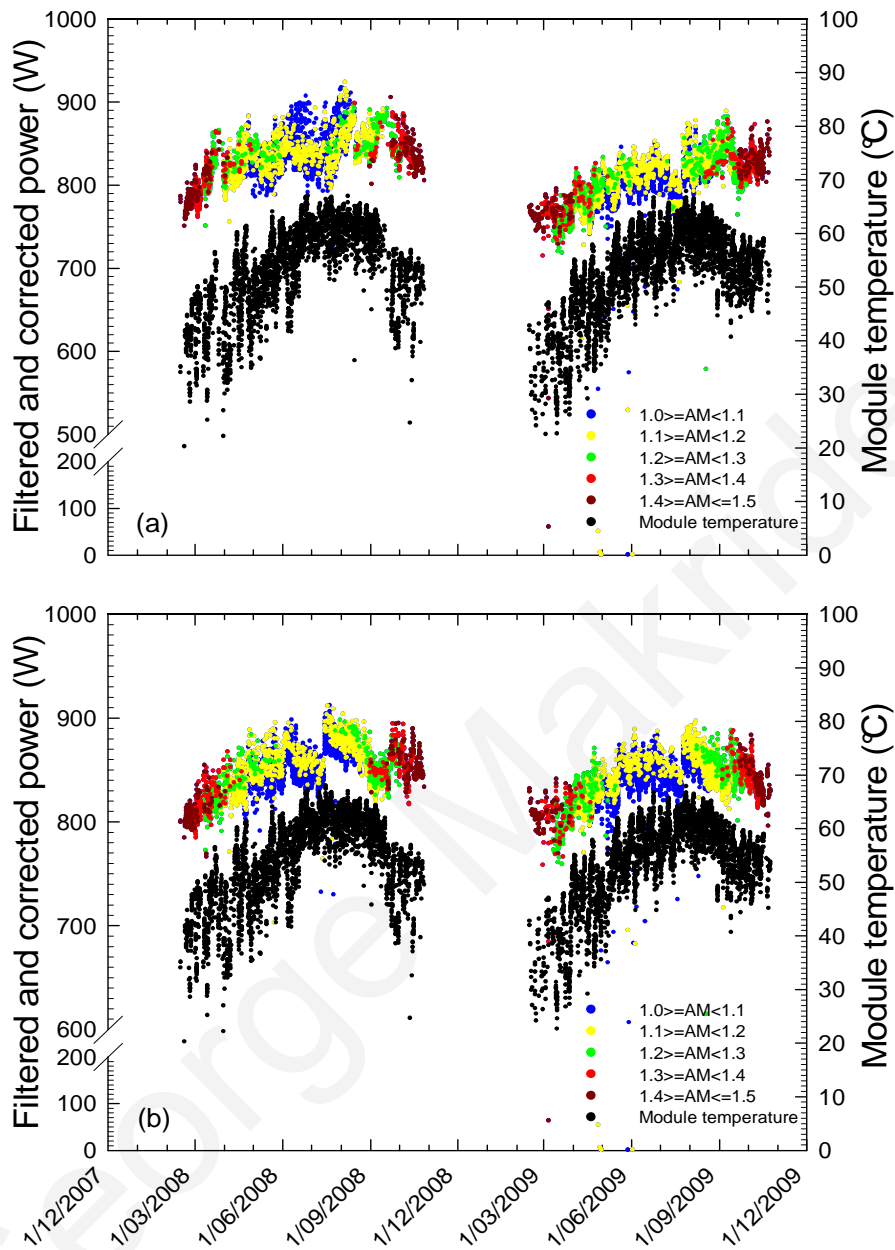 1000
900
800
700
600
500
200
100
0
Filtered and corrected power (W)
100
90
80
70
60
50
40
30
20
10
0
Module temperature (°C)
1.0>=AM<1.1
1.1>=AM<1.2
1.2>=AM<1.3
1.3>=AM<1.4
1.4>=AM<=1.5
Module temperature
(a)
1000
900
800
700
600
200
100
0
Filtered and corrected power (W)
100
90
80
70
60
50
40
30
20
10
0
Module temperature (°C)
1.0>=AM<1.1
1.1>=AM<1.2
1.2>=AM<1.3
1.3>=AM<1.4
1.4>=AM<=1.5
Module temperature
(b)
1/12/2007
1/03/2008
1/06/2008
1/09/2008
1/12/2008
1/03/2009
1/06/2009
1/09/2009
1/12/2009
George Makride